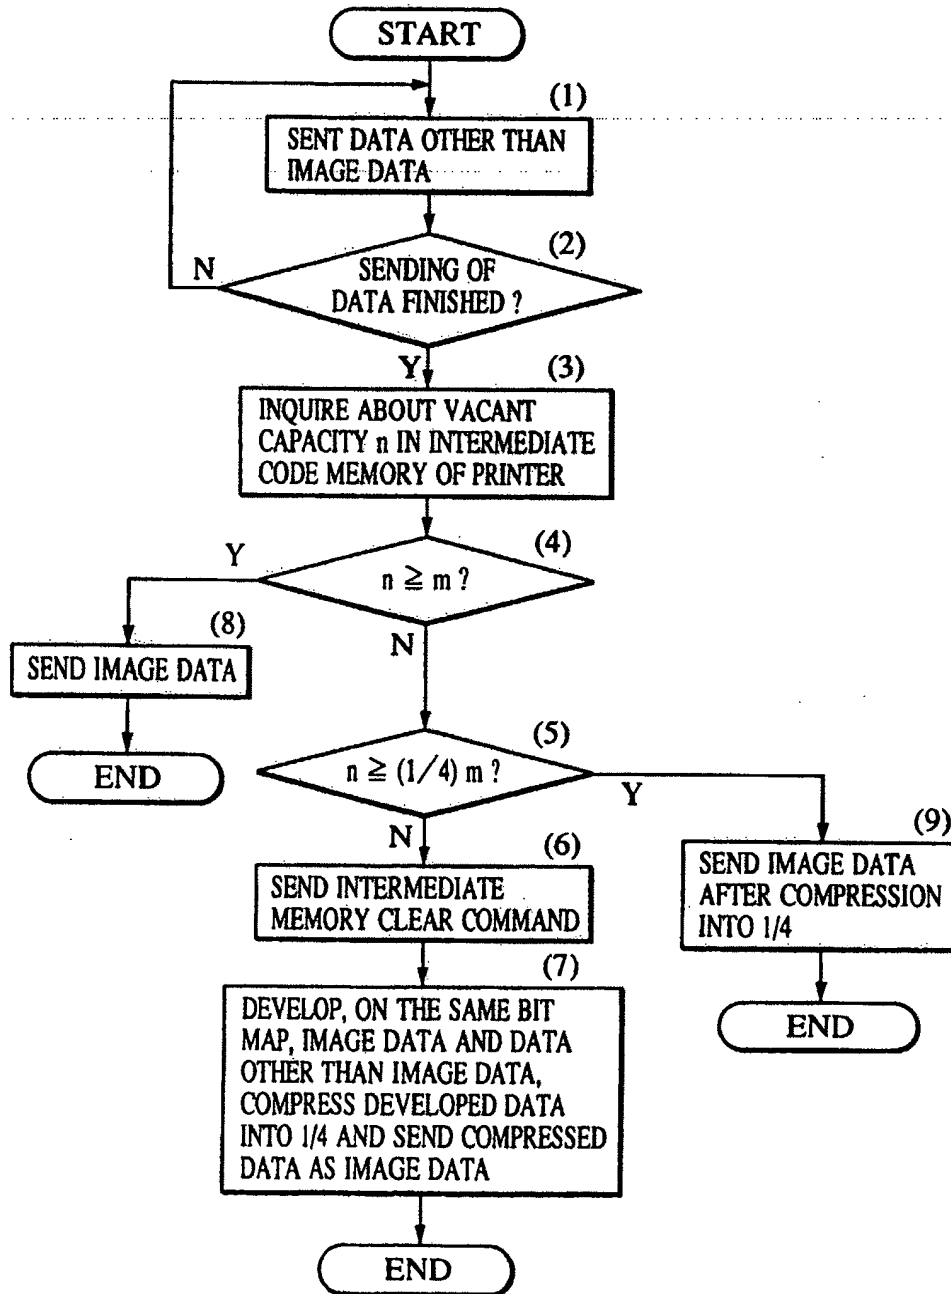 START
(1)
SENT DATA OTHER THAN
IMAGE DATA
(2)
SENDING OF
DATA FINISHED ?
N
Y
(3)
INQUIRE ABOUT VACANT
CAPACITY n IN INTERMEDIATE
CODE MEMORY OF PRINTER
(4)
n ≧ m ?
Y
N
(8)
SEND IMAGE DATA
END
(5)
n ≧ (1/4) m ?
Y
N
(9)
SEND IMAGE DATA
AFTER COMPRESSION
INTO 1/4
END
(6)
SEND INTERMEDIATE
MEMORY CLEAR COMMAND
(7)
DEVELOP, ON THE SAME BIT
MAP, IMAGE DATA AND DATA
OTHER THAN IMAGE DATA,
COMPRESS DEVELOPED DATA
INTO 1/4 AND SEND COMPRESSED
DATA AS IMAGE DATA
END